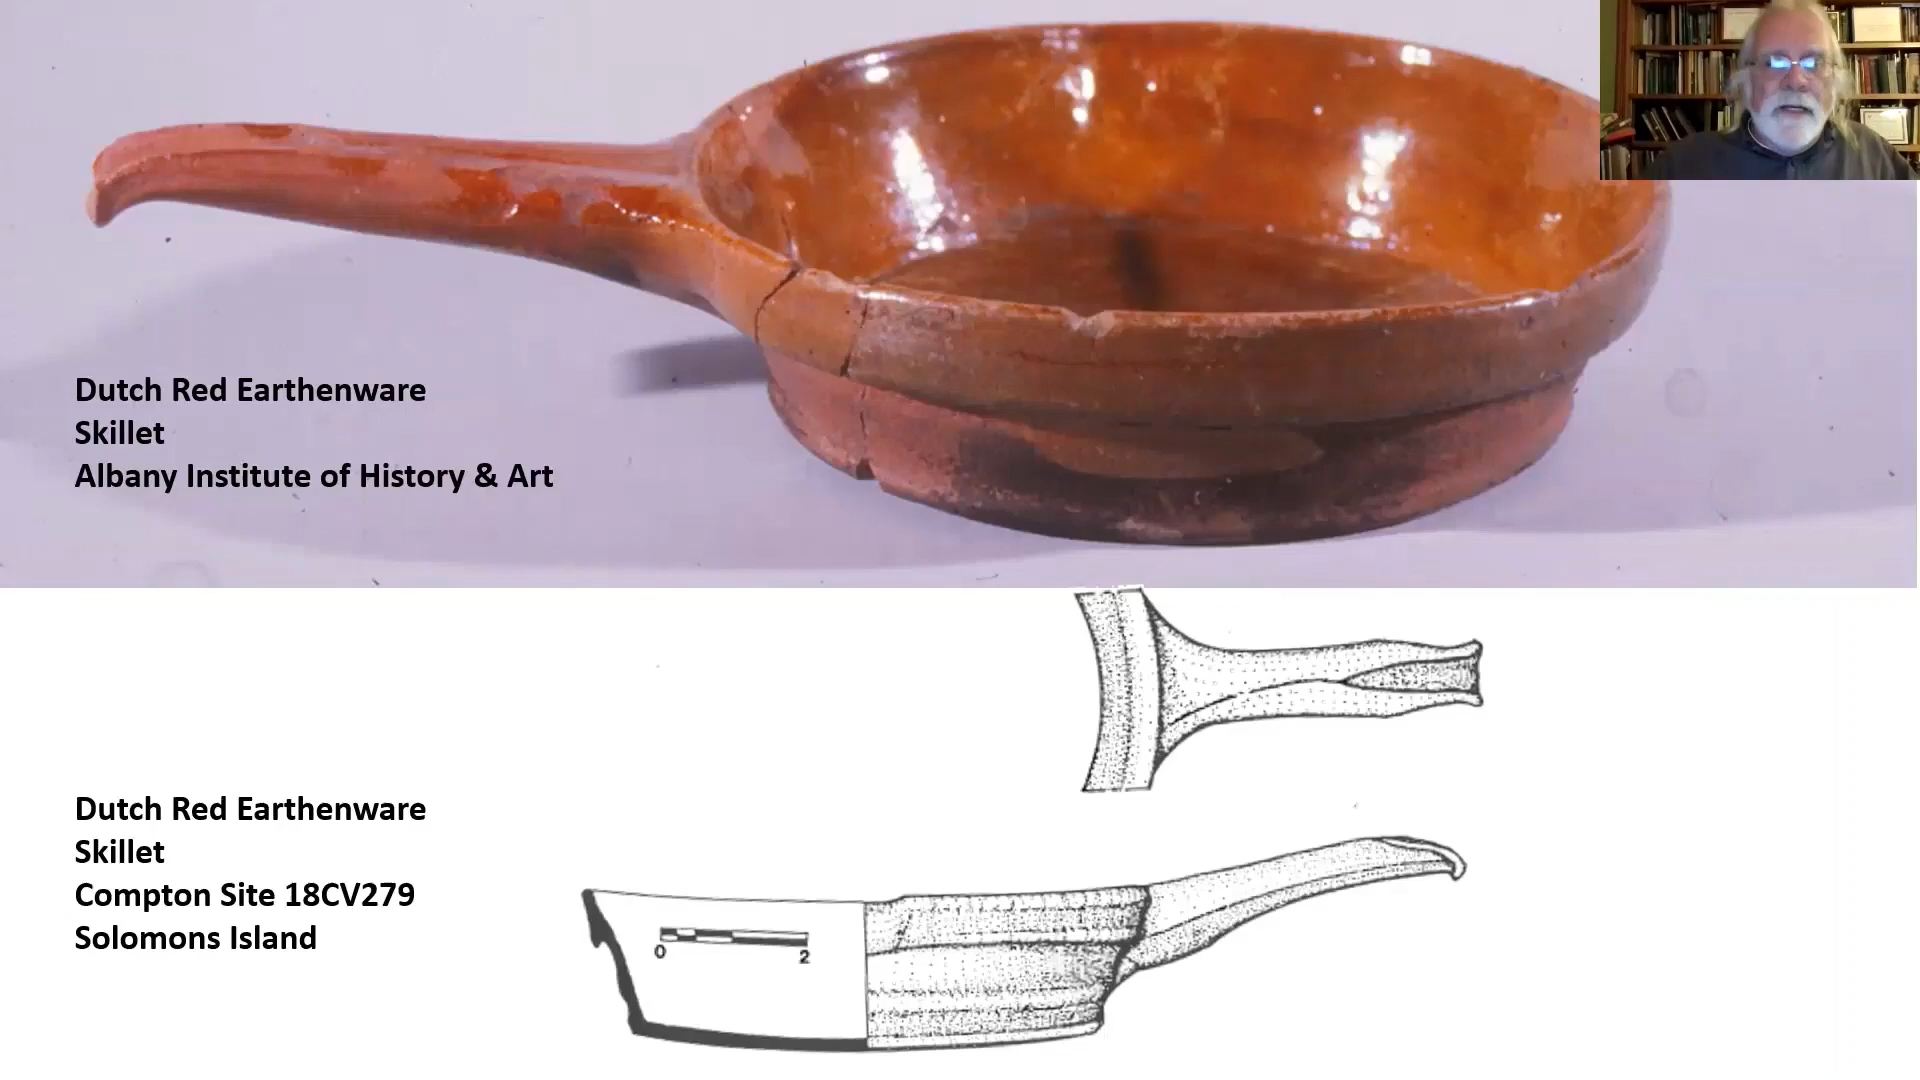 Dutch Red Earthenware
Skillet
Albany Institute of History & Art
Dutch Red Earthenware
Skillet
Compton Site 18CV279
Solomons Island
0 2